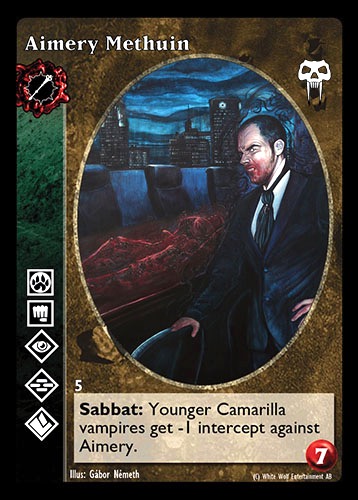 Aimery Methuin
5
Sabbat: Younger Camarilla
vampires get -1 intercept against
Aimery.
7
Illus: Gábor Németh
(C) White Wolf Entertainment AB